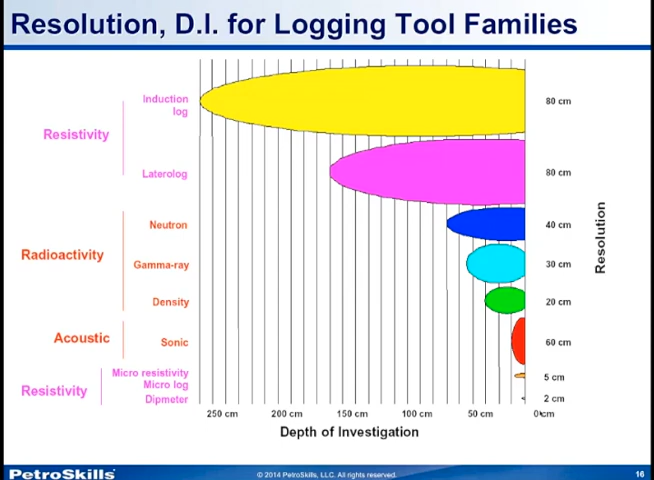 Resolution, D.I. for Logging Tool Families
Induction log
80 cm
Resistivity
Laterolog
80 cm
Neutron
40 cm
Radioactivity
Gamma-ray
30 cm
Density
20 cm
Acoustic
Sonic
60 cm
Resistivity
Micro resistivity
Micro log
5 cm
Dipmeter
2 cm
Resolution
250 cm
200 cm
150 cm
100 cm
50 cm
0 cm
Depth of Investigation
PetroSkills
© 2014 PetroSkills, LLC. All rights reserved.
16